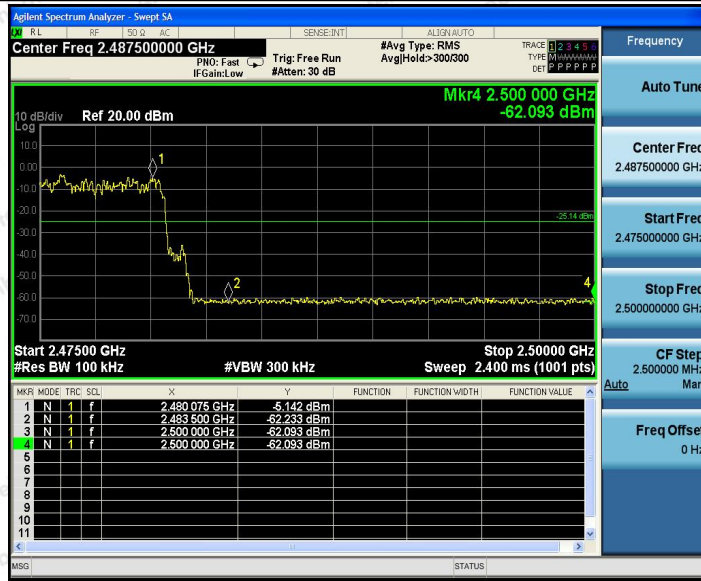 Agilent Spectrum Analyzer - Swept SA
LXI RL RF 50 Ω AC SENSE:INT ALIGN AUTO
Center Freq 2.487500000 GHz
PNO: Fast
IFGain:Low
Trig: Free Run
#Atten: 30 dB
#Avg Type: RMS
Avg|Hold:>300/300
TRACE 1 2 3 4 5 6
TYPE M W W W W W
DET P P P P P P
Mkr4 2.500 000 GHz
-62.093 dBm
10 dB/div Ref 20.00 dBm
Log
10.0
0.00
-10.0
-20.0
-30.0
-40.0
-50.0
-60.0
-70.0
1
-25.14 dBm
2
4
Start 2.47500 GHz
Stop 2.50000 GHz
#Res BW 100 kHz
#VBW 300 kHz
Sweep 2.400 ms (1001 pts)
MKR MODE TRC SCL X Y FUNCTION FUNCTION WIDTH FUNCTION VALUE
1 N 1 f 2.480 075 GHz -5.142 dBm
2 N 1 f 2.483 500 GHz -62.233 dBm
3 N 1 f 2.500 000 GHz -62.093 dBm
4 N 1 f 2.500 000 GHz -62.093 dBm
5
6
7
8
9
10
11
MSG
STATUS
Frequency
Auto Tune
Center Freq
2.487500000 GHz
Start Freq
2.475000000 GHz
Stop Freq
2.500000000 GHz
CF Step
2.500000 MHz
Auto Man
Freq Offset
0 Hz